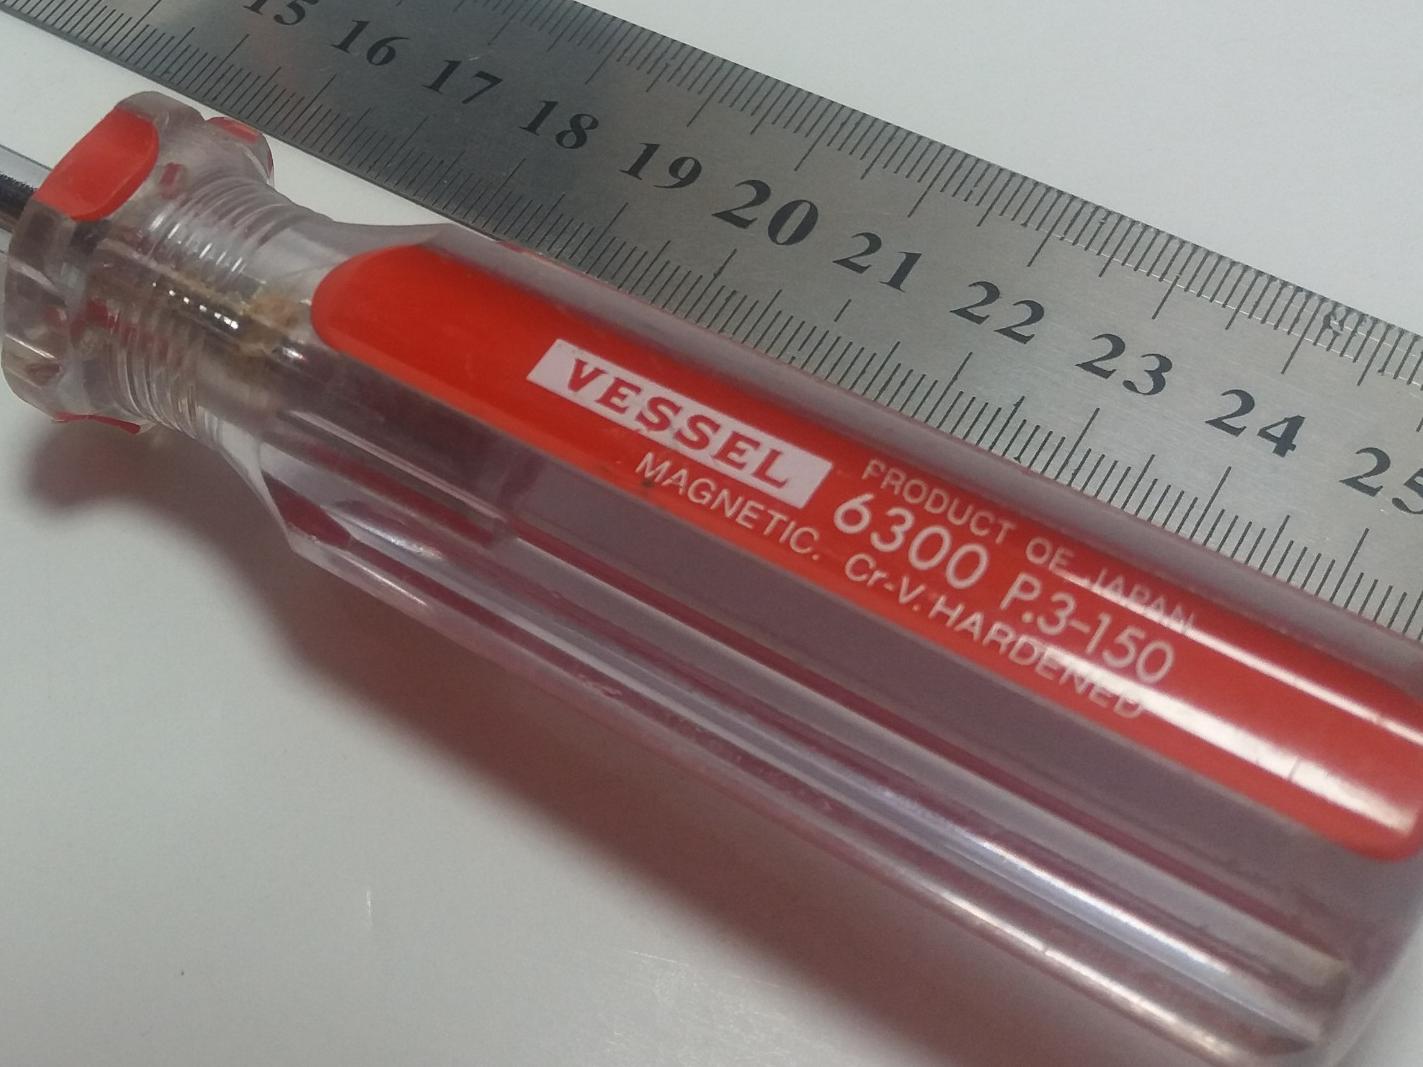 15 16 17 18 19 20 21 22 23 24 25
VESSEL
PRODUCT OF JAPAN
6300 P.3-150
MAGNETIC. Cr-V. HARDENED